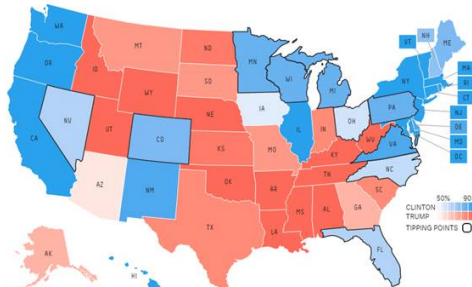 WA
MT
ND
MN
VT
NH
ME
OR
ID
SD
WI
MI
NY
MA
RI
CT
WY
NE
IA
PA
NJ
NV
UT
CO
IL
IN
OH
WV
VA
DE
MD
DC
CA
KS
MO
KY
NC
AZ
NM
OK
AR
TN
SC
MS
AL
GA
TX
LA
FL
AK
HI
50% 90
CLINTON
TRUMP
TIPPING POINTS